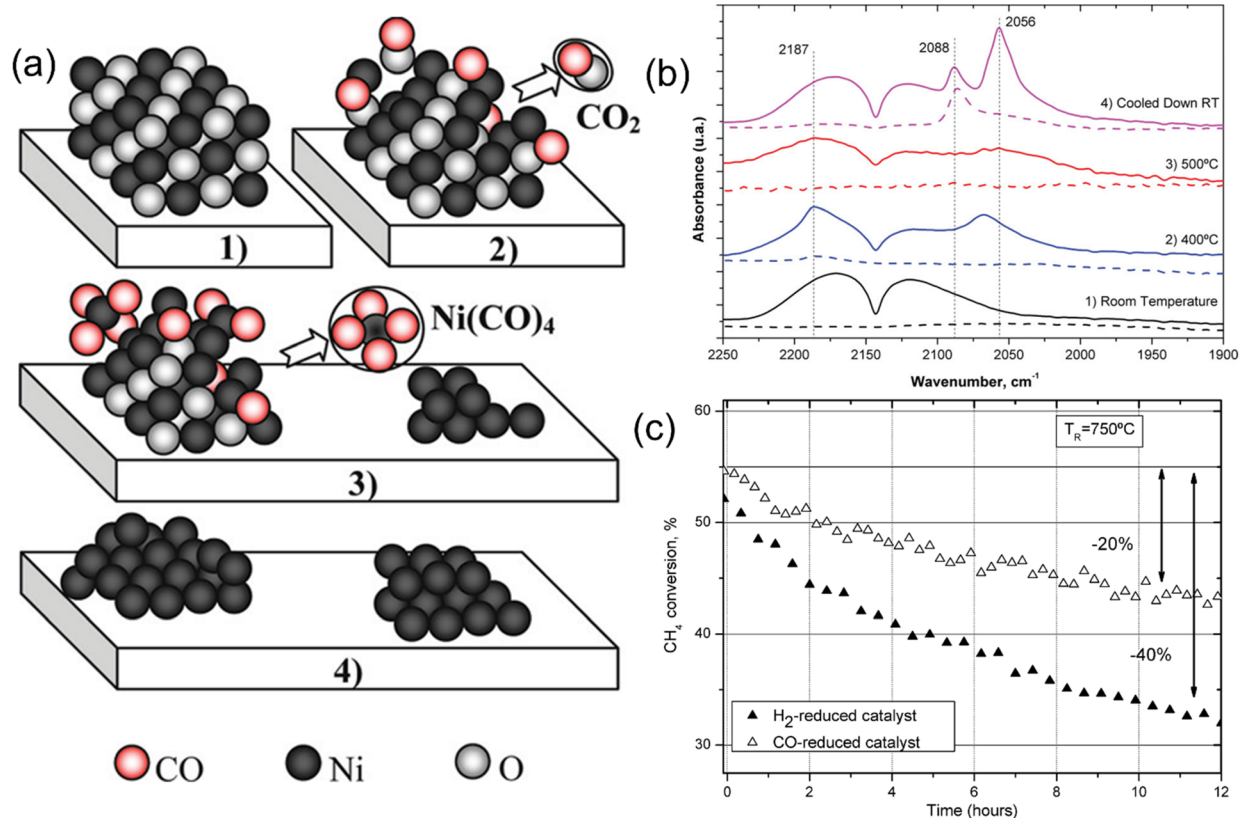 (a)
1)
2)
CO2
Ni(CO)4
3)
4)
CO
Ni
O
(b)
2187
2088
2056
4) Cooled Down RT
3) 500ºC
2) 400ºC
1) Room Temperature
Absorbance (u.a.)
2250 2200 2150 2100 2050 2000 1950 1900
Wavenumber, cm-1
(c)
TR=750ºC
60
50
40
30
-20%
-40%
CH4 conversion, %
H2-reduced catalyst
CO-reduced catalyst
0 2 4 6 8 10 12
Time (hours)